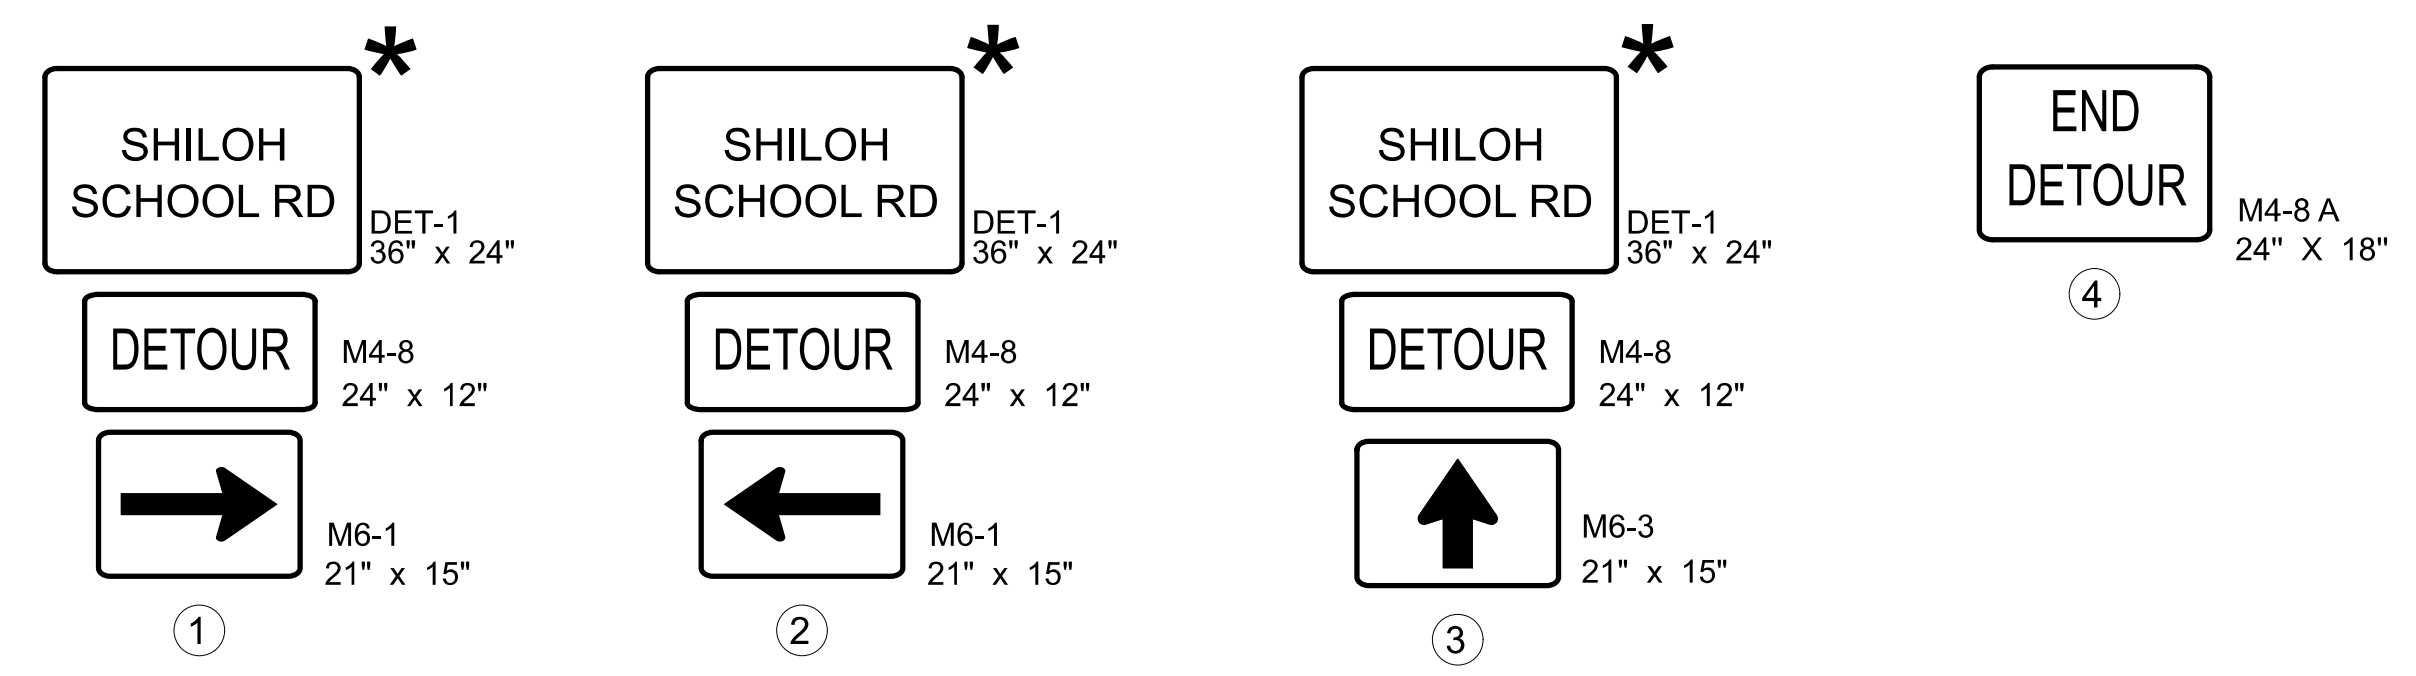 *
SHILOH
SCHOOL RD
DET-1
36" x 24"
DETOUR
M4-8
24" x 12"
M6-1
21" x 15"
1
*
SHILOH
SCHOOL RD
DET-1
36" x 24"
DETOUR
M4-8
24" x 12"
M6-1
21" x 15"
2
*
SHILOH
SCHOOL RD
DET-1
36" x 24"
DETOUR
M4-8
24" x 12"
M6-3
21" x 15"
3
END
DETOUR
M4-8 A
24" X 18"
4